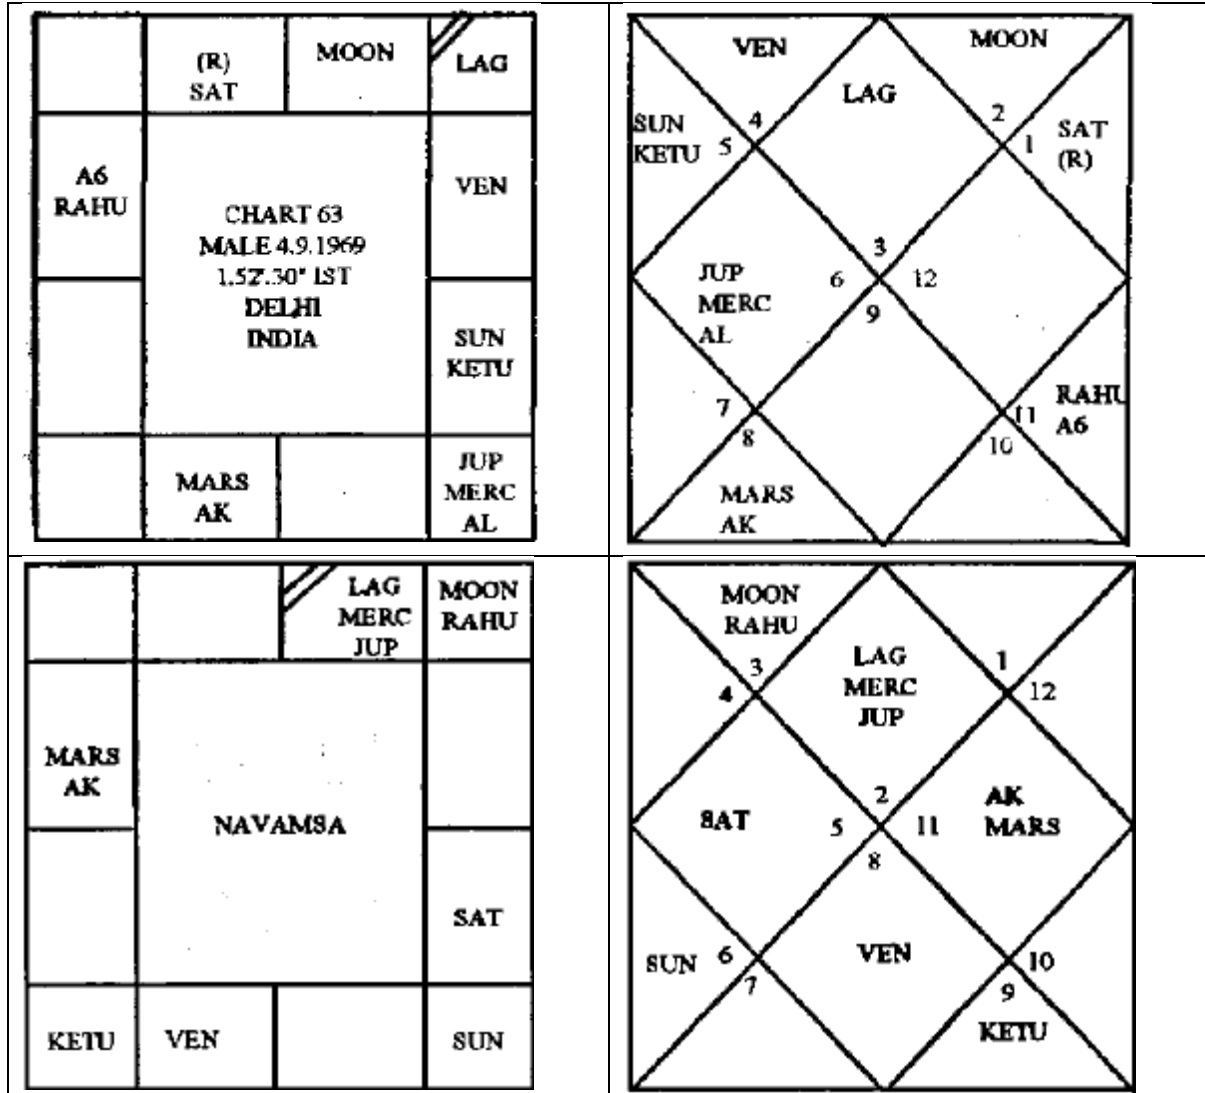 (R)
SAT
MOON
LAG
A6
RAHU
VEN
CHART 63
MALE 4.9.1969
1.52'.30" IST
DELHI
INDIA
SUN
KETU
MARS
AK
JUP
MERC
AL
VEN
MOON
LAG
SUN
KETU
4
5
2
1
SAT
(R)
3
6
12
9
JUP
MERC
AL
7
8
11
10
RAHU
A6
MARS
AK
LAG
MERC
JUP
MOON
RAHU
MARS
AK
NAVAMSA
SAT
KETU
VEN
SUN
MOON
RAHU
LAG
MERC
JUP
3
4
1
12
SAT
2
5
11
8
AK
MARS
SUN
6
7
VEN
10
9
KETU